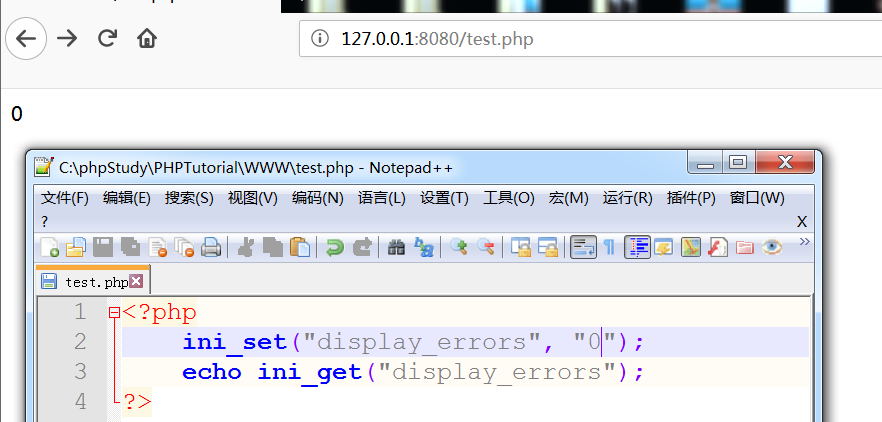 127.0.0.1:8080/test.php
0
C:\phpStudy\PHPTutorial\WWW\test.php - Notepad++
文件(F) 编辑(E) 搜索(S) 视图(V) 编码(N) 语言(L) 设置(T) 工具(O) 宏(M) 运行(R) 插件(P) 窗口(W)
? X
test.php
1 <?php
2 ini_set("display_errors", "0");
3 echo ini_get("display_errors");
4 ?>